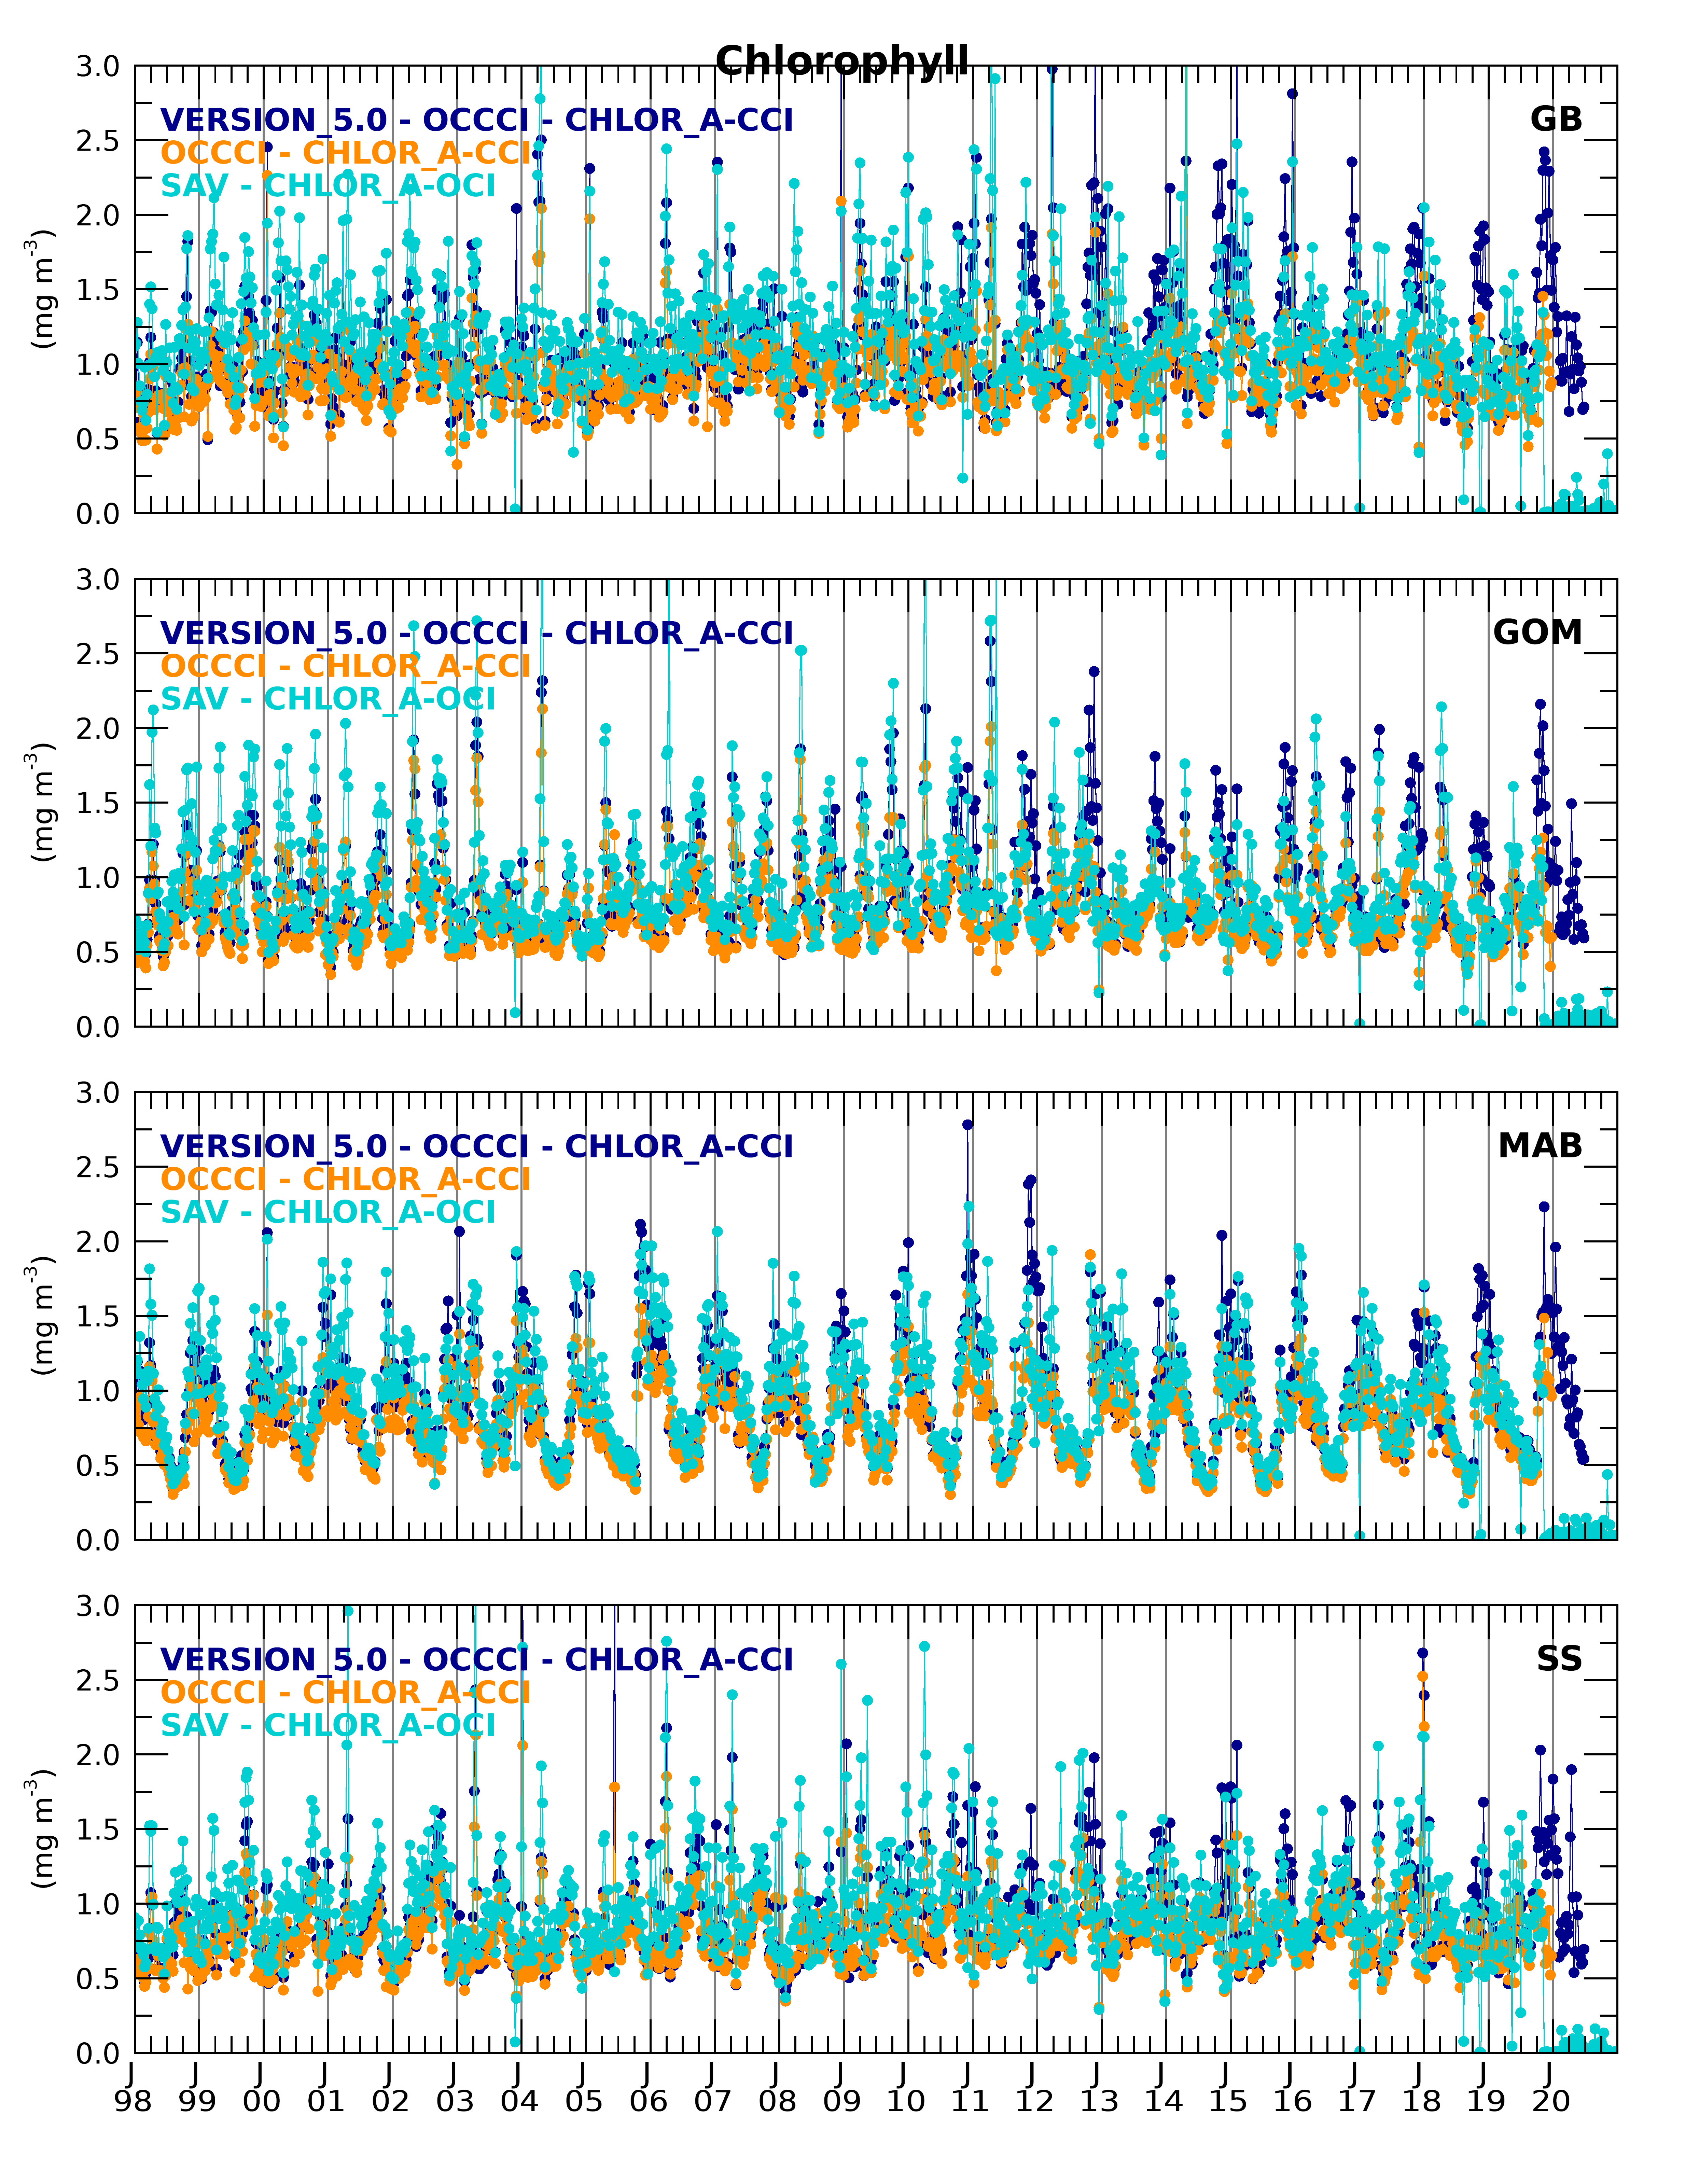 Chlorophyll
3.0
VERSION_5.0 - OCCCI - CHLOR_A-CCI
GB
2.5
OCCCI - CHLOR_A-CCI
SAV - CHLOR_A-OCI
2.0
1.5
(mg m-3)
1.0
0.5
0.0
3.0
VERSION_5.0 - OCCCI - CHLOR_A-CCI
GOM
2.5
OCCCI - CHLOR_A-CCI
SAV - CHLOR_A-OCI
2.0
1.5
(mg m-3)
1.0
0.5
0.0
3.0
VERSION_5.0 - OCCCI - CHLOR_A-CCI
MAB
2.5
OCCCI - CHLOR_A-CCI
SAV - CHLOR_A-OCI
2.0
1.5
(mg m-3)
1.0
0.5
0.0
3.0
VERSION_5.0 - OCCCI - CHLOR_A-CCI
SS
2.5
OCCCI - CHLOR_A-CCI
SAV - CHLOR_A-OCI
2.0
1.5
(mg m-3)
1.0
0.5
0.0
J J J J J J J J J J J J J J J J J J J J J J J
98 99 00 01 02 03 04 05 06 07 08 09 10 11 12 13 14 15 16 17 18 19 20